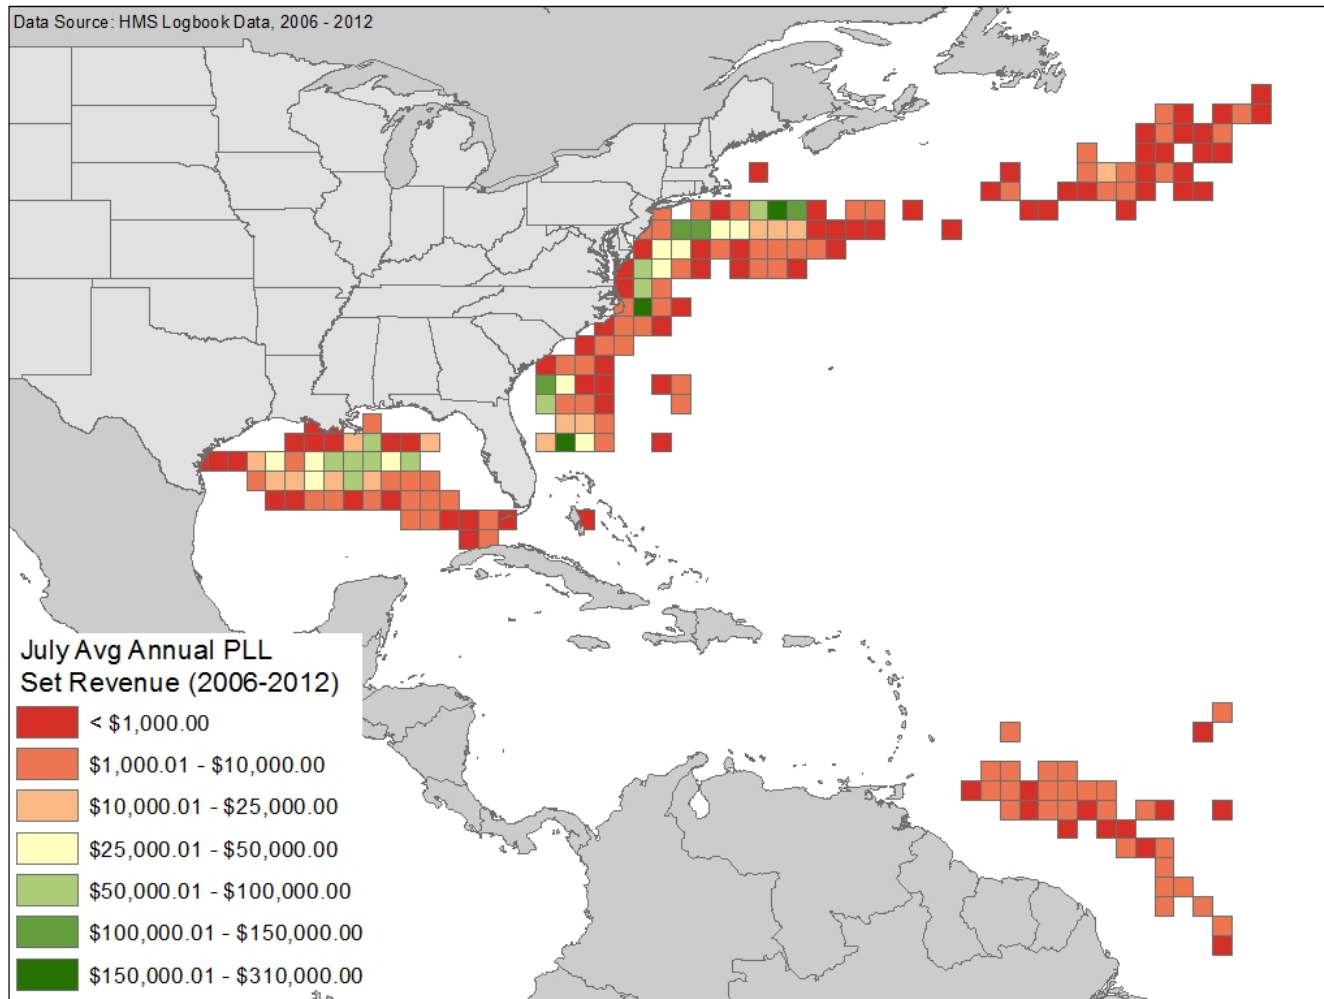 Data Source: HMS Logbook Data, 2006 - 2012
July Avg Annual PLL
Set Revenue (2006-2012)
< $1,000.00
$1,000.01 - $10,000.00
$10,000.01 - $25,000.00
$25,000.01 - $50,000.00
$50,000.01 - $100,000.00
$100,000.01 - $150,000.00
$150,000.01 - $310,000.00